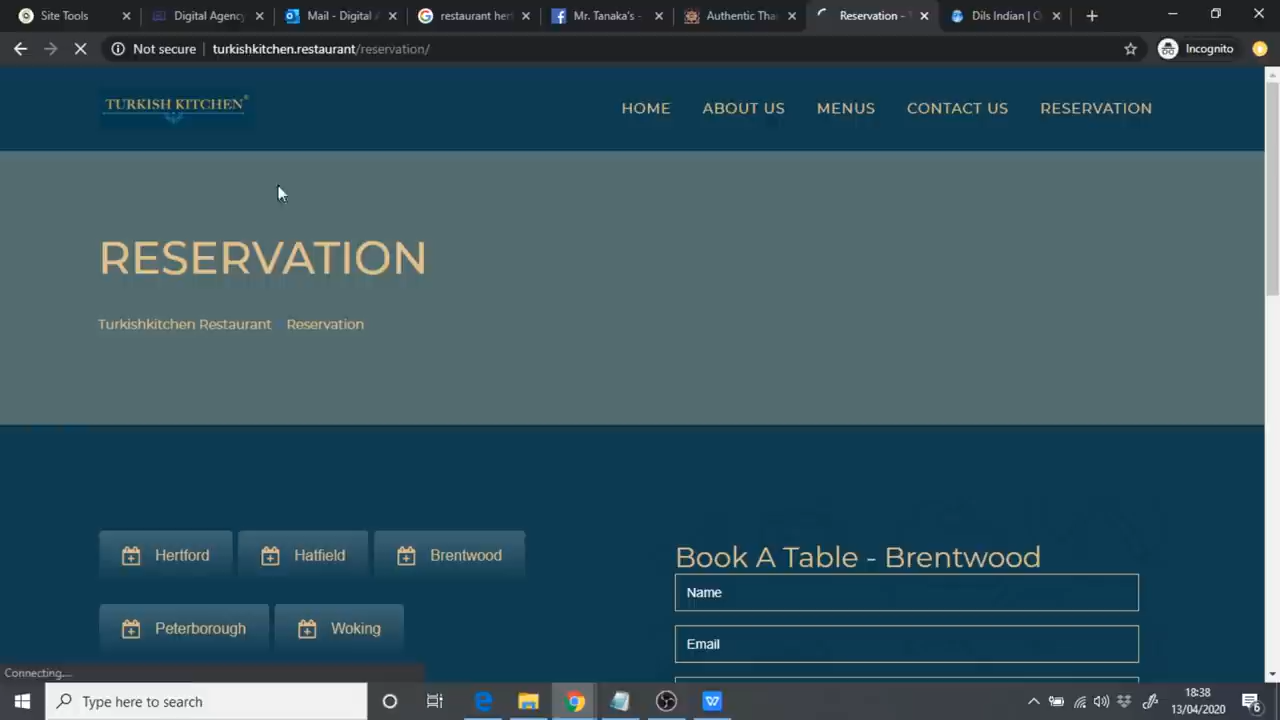 Site Tools
Digital Agency
Mail - Digital A
restaurant her
Mr. Tanaka's -
Authentic Tha
Reservation -
Dils Indian | O
Not secure
turkishkitchen.restaurant/reservation/
Incognito
TURKISH KITCHEN®
HOME
ABOUT US
MENUS
CONTACT US
RESERVATION
RESERVATION
Turkishkitchen Restaurant
Reservation
Hertford
Hatfield
Brentwood
Book A Table - Brentwood
Name
Peterborough
Woking
Email
Connecting...
Type here to search
18:38
13/04/2020
6